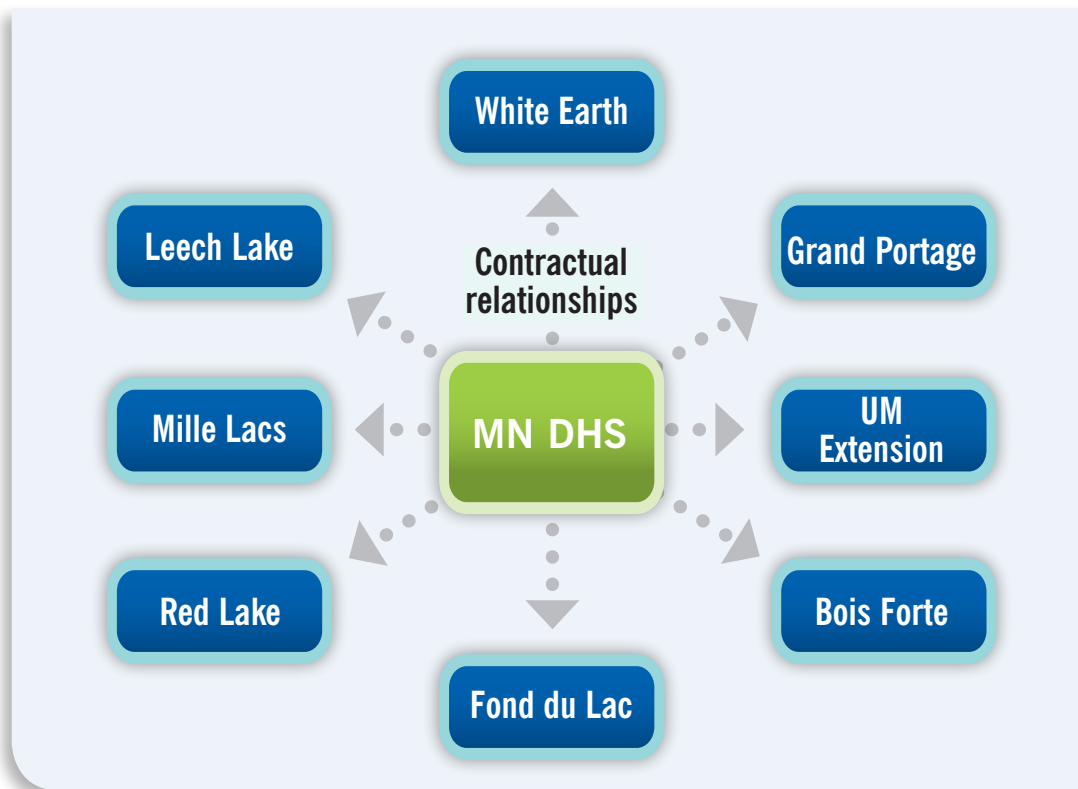 White Earth
Leech Lake
Grand Portage
Contractual
relationships
Mille Lacs
MN DHS
UM
Extension
Red Lake
Bois Forte
Fond du Lac